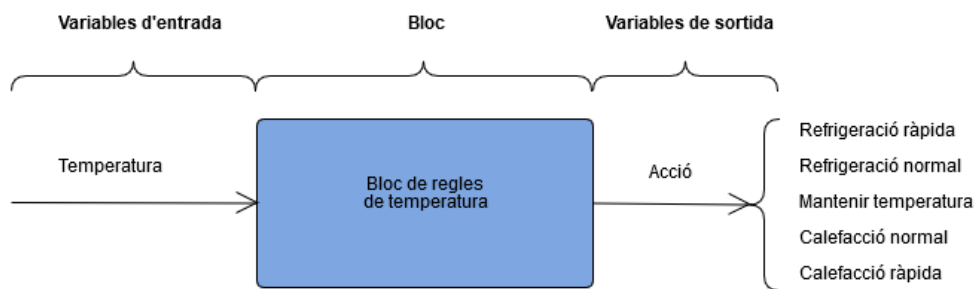 Variables d'entrada
Bloc
Variables de sortida
Temperatura
Bloc de regles
de temperatura
Acció
Refrigeració ràpida
Refrigeració normal
Mantenir temperatura
Calefacció normal
Calefacció ràpida